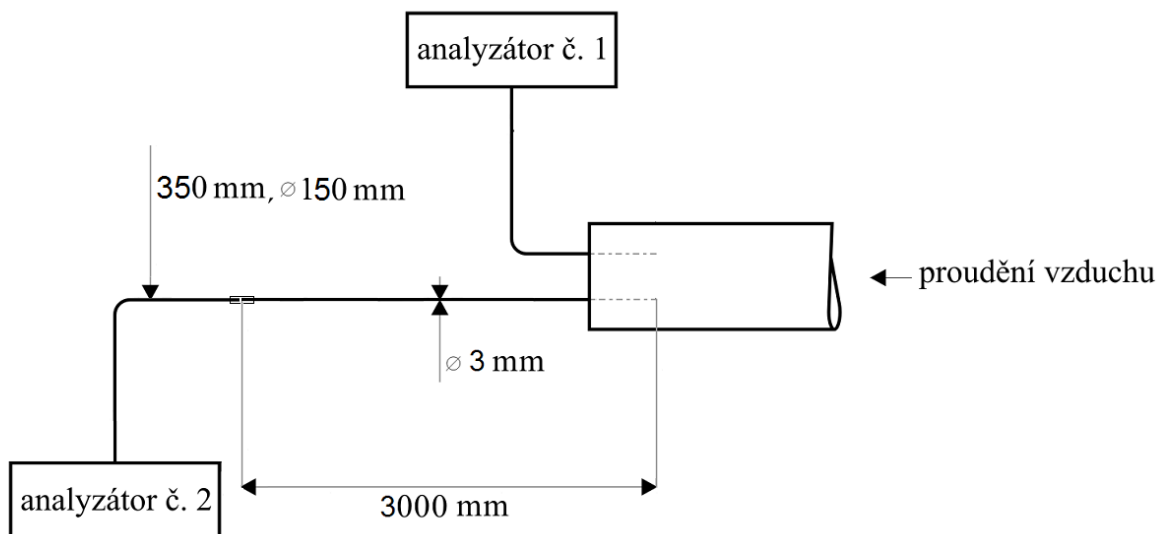 analyzátor č. 1
350 mm, ⌀ 150 mm
proudění vzduchu
⌀ 3 mm
analyzátor č. 2
3000 mm